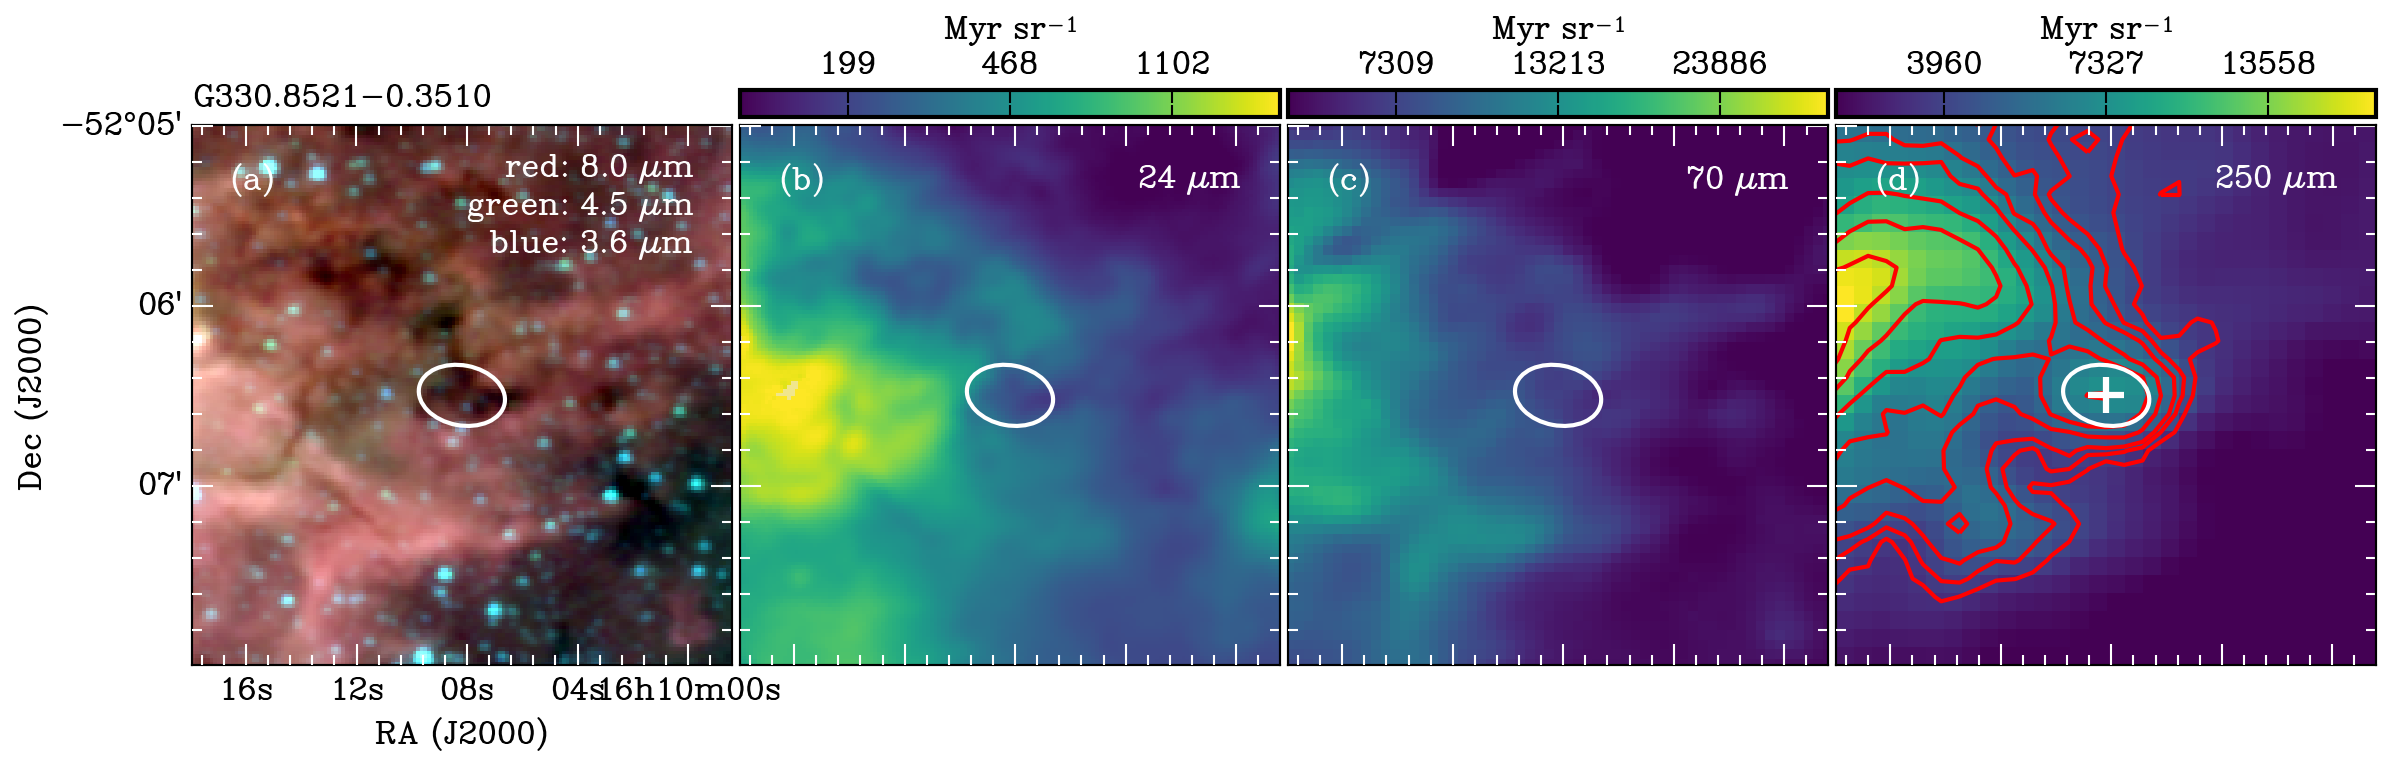 Myr sr⁻¹
199 468 1102
Myr sr⁻¹
7309 13213 23886
Myr sr⁻¹
3960 7327 13558
G330.8521−0.3510
(a)
red: 8.0 μm
green: 4.5 μm
blue: 3.6 μm
(b)
24 μm
(c)
70 μm
(d)
250 μm
−52°05'
06'
07'
Dec (J2000)
16s 12s 08s 04s 16h10m00s
RA (J2000)